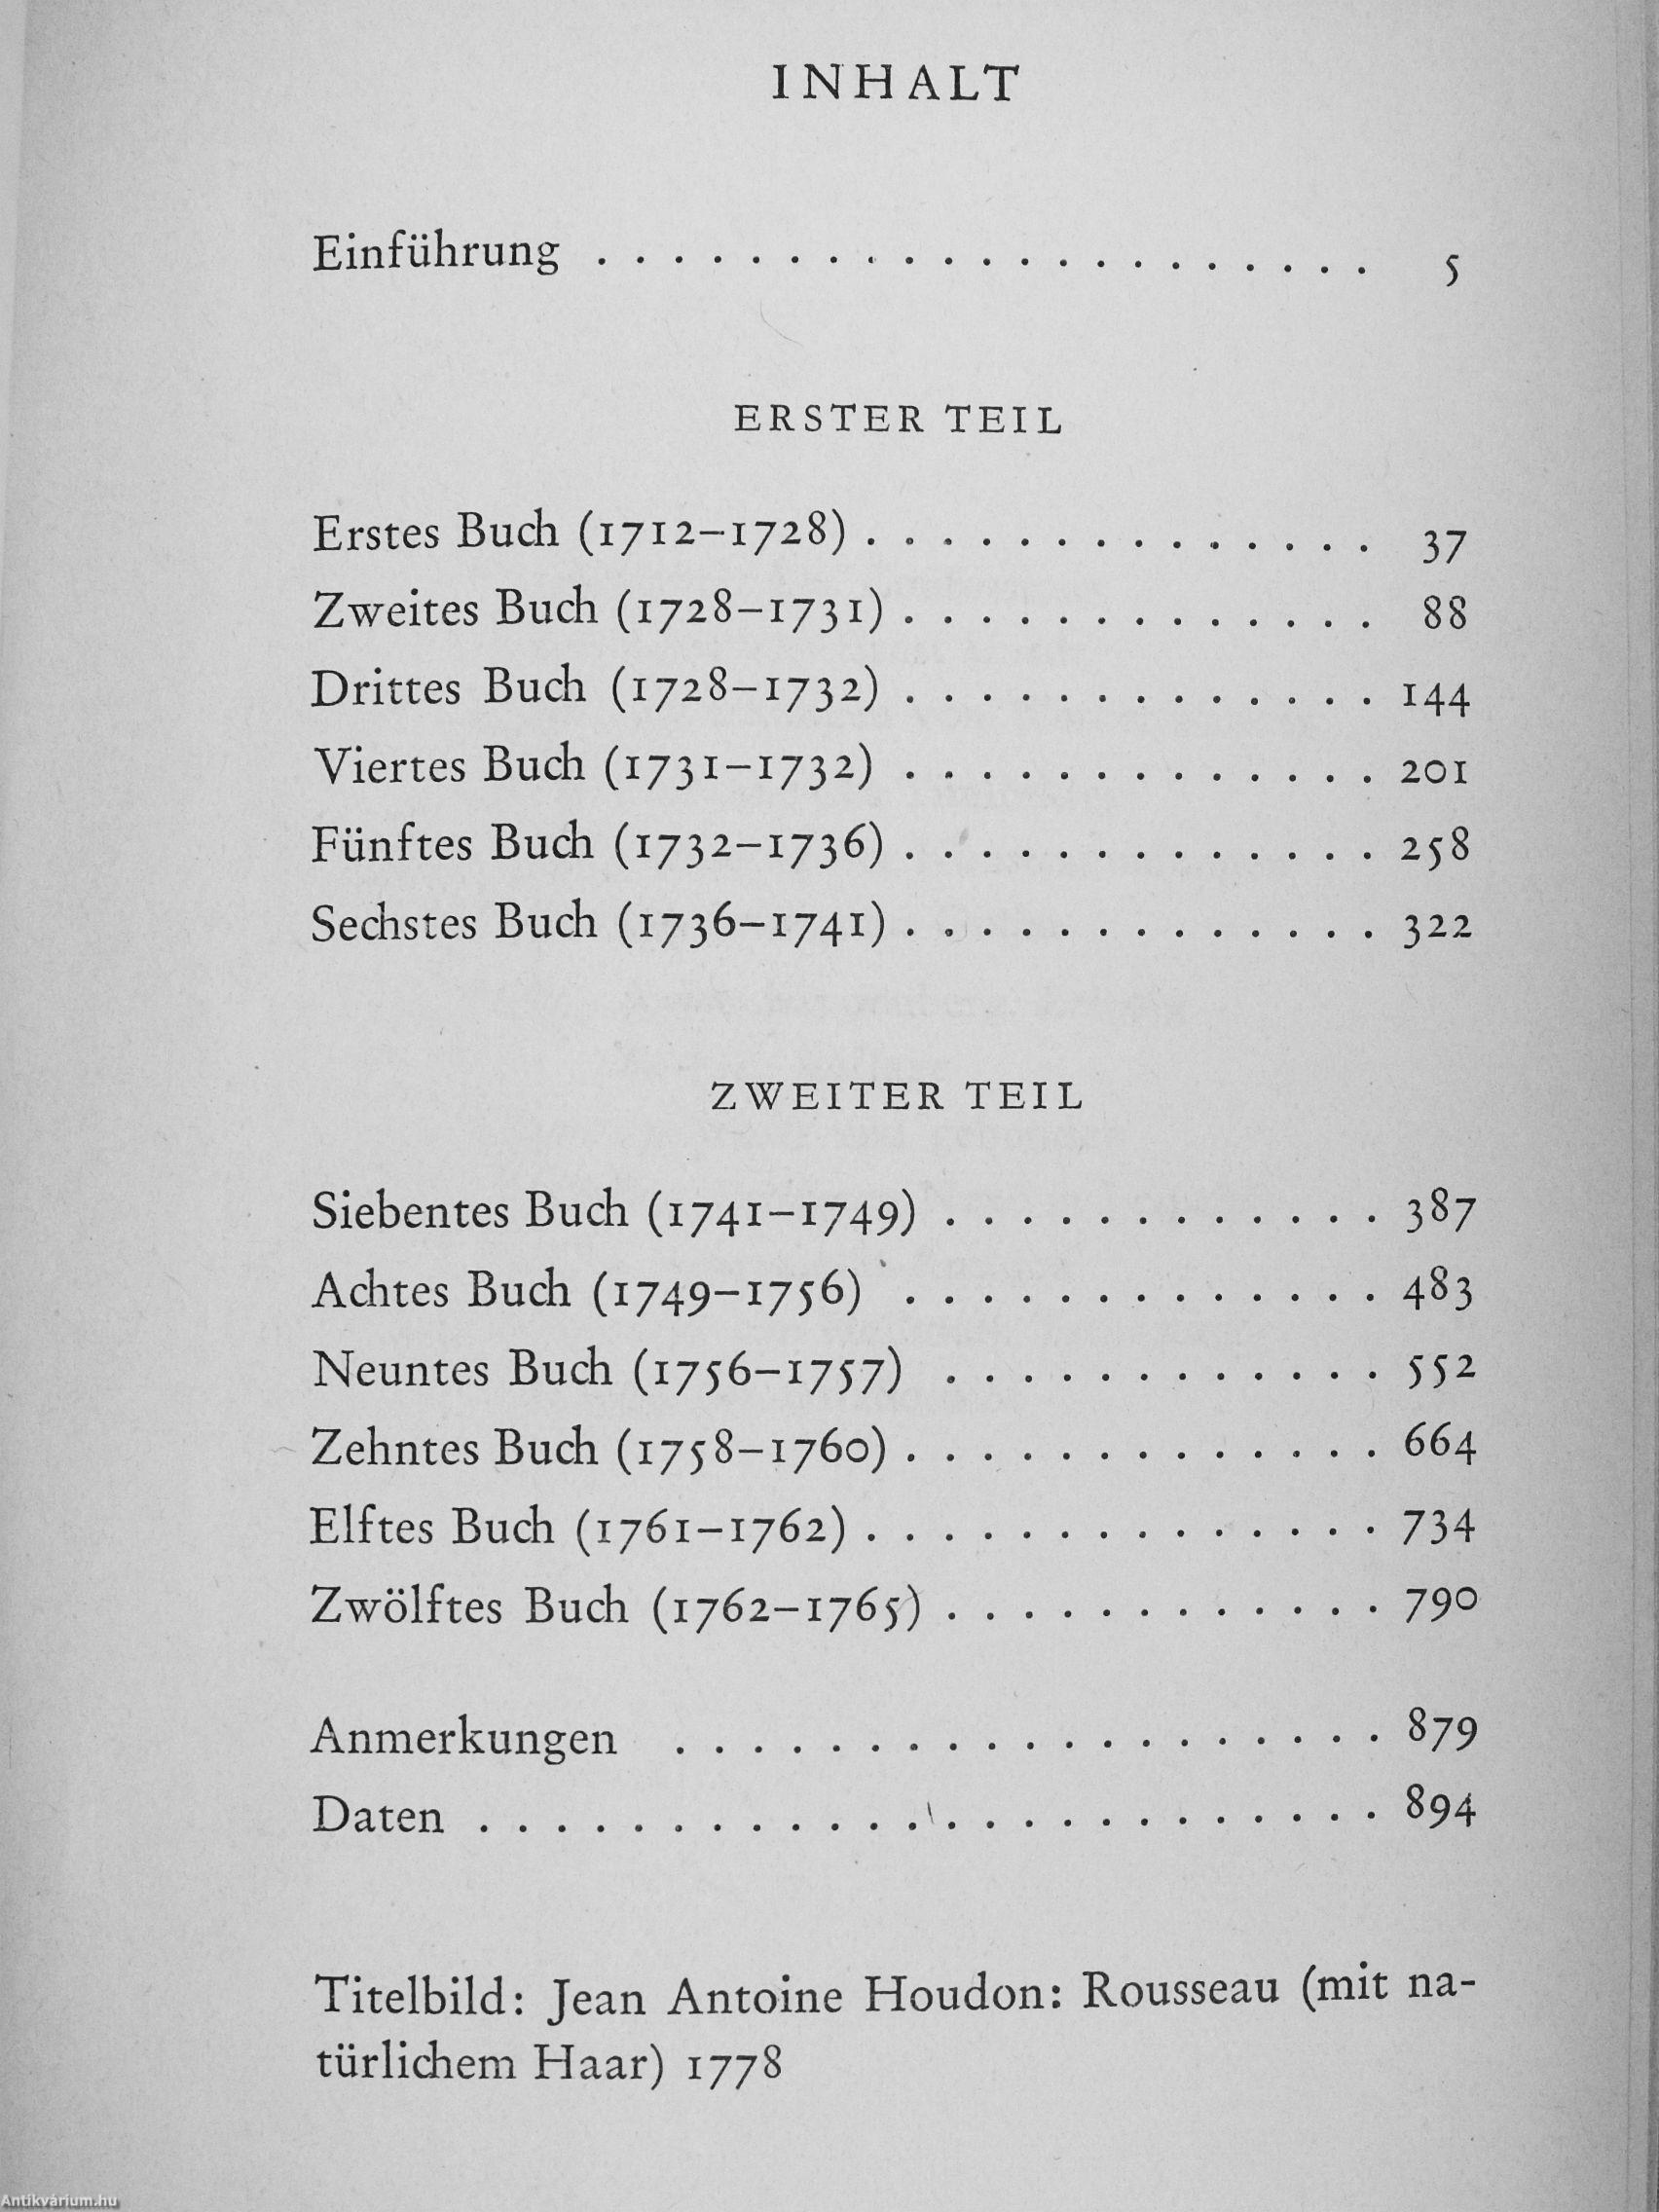 INHALT
Einführung . . . . . . . . . . . . . . . . . . . . . 5
ERSTER TEIL
Erstes Buch (1712–1728) . . . . . . . . . . . . . . 37
Zweites Buch (1728–1731) . . . . . . . . . . . . . 88
Drittes Buch (1728–1732) . . . . . . . . . . . . . 144
Viertes Buch (1731–1732) . . . . . . . . . . . . . 201
Fünftes Buch (1732–1736) . . . . . . . . . . . . . 258
Sechstes Buch (1736–1741) . . . . . . . . . . . . . 322
ZWEITER TEIL
Siebentes Buch (1741–1749) . . . . . . . . . . . . 387
Achtes Buch (1749–1756) . . . . . . . . . . . . . 483
Neuntes Buch (1756–1757) . . . . . . . . . . . . 552
Zehntes Buch (1758–1760) . . . . . . . . . . . . . 664
Elftes Buch (1761–1762) . . . . . . . . . . . . . . 734
Zwölftes Buch (1762–1765) . . . . . . . . . . . . 790
Anmerkungen . . . . . . . . . . . . . . . . . . . 879
Daten . . . . . . . . . . . . . . . . . . . . . . . . 894
Titelbild: Jean Antoine Houdon: Rousseau (mit na-
türlichem Haar) 1778
Antikvárium.hu